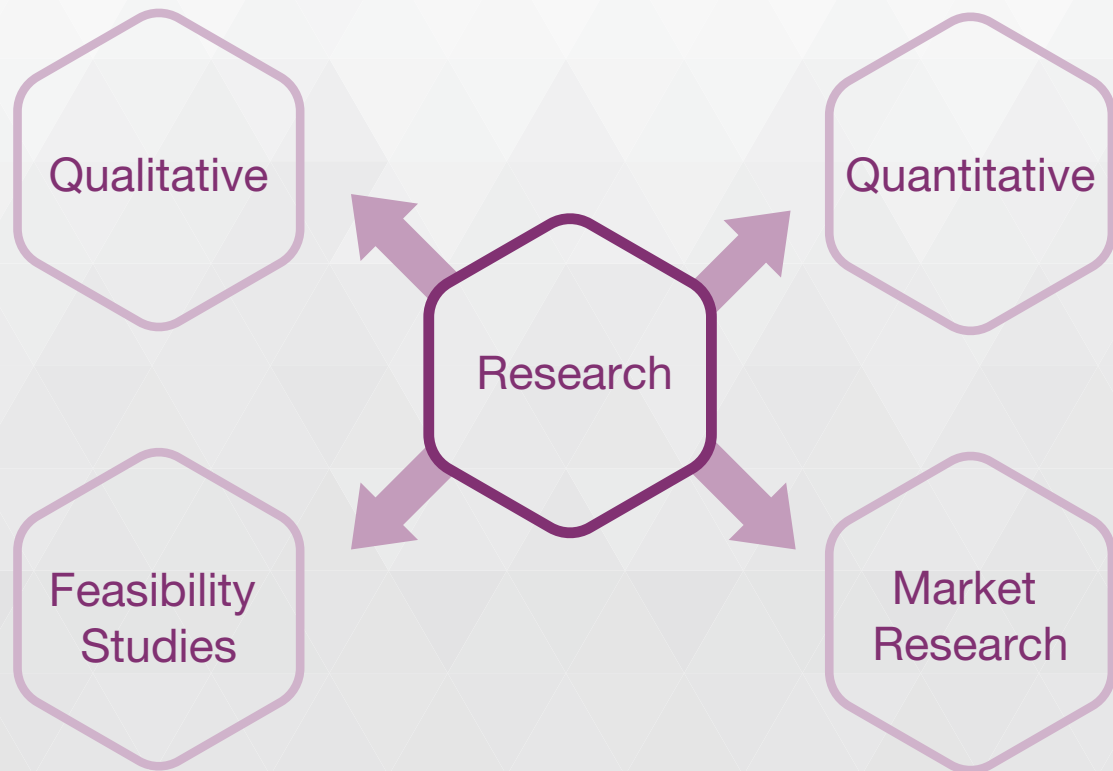 Qualitative
Quantitative
Research
Feasibility
Studies
Market
Research